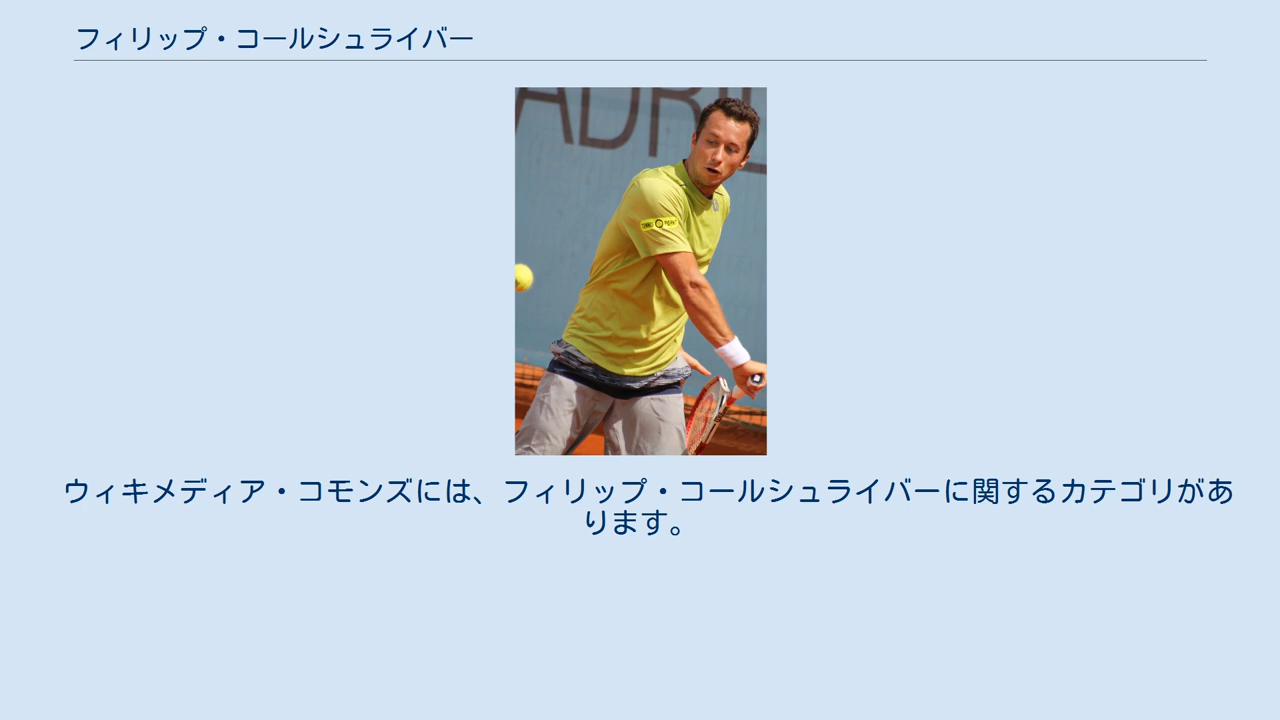 フィリップ・コールシュライバー
ADRI
ウィキメディア・コモンズには、フィリップ・コールシュライバーに関するカテゴリがあ
ります。